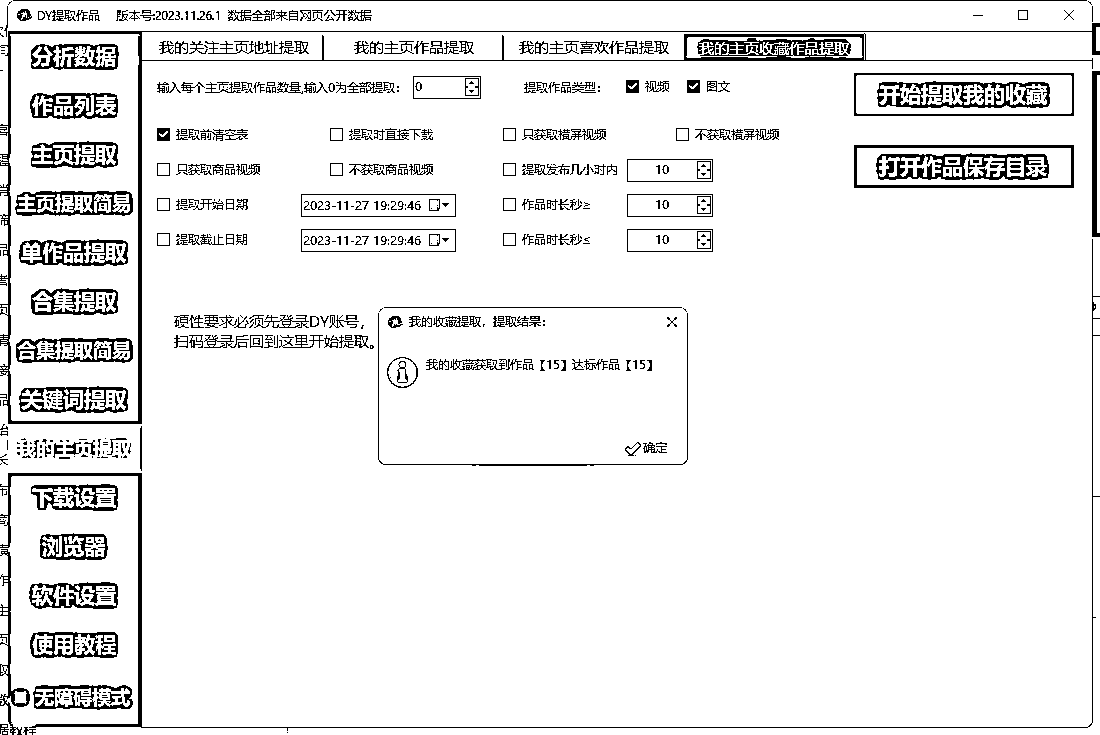 DY提取作品 版本号:2023.11.26.1 数据全部来自网页公开数据
分析数据
作品列表
主页提取
主页提取简易
单作品提取
合集提取
合集提取简易
关键词提取
我的主页提取
下载设置
浏览器
软件设置
使用教程
无障碍模式
我的关注主页地址提取 我的主页作品提取 我的主页喜欢作品提取 我的主页收藏作品提取
输入每个主页提取作品数量,输入0为全部提取: 0 提取作品类型: 视频 图文
开始提取我的收藏
提取前清空表 提取时直接下载 只获取横屏视频 不获取横屏视频
打开作品保存目录
只获取商品视频 不获取商品视频 提取发布几小时内 10
提取开始日期 2023-11-27 19:29:46 作品时长秒≥ 10
提取截止日期 2023-11-27 19:29:46 作品时长秒≤ 10
硬性要求必须先登录DY账号,
扫码登录后回到这里开始提取。
我的收藏提取，提取结果:
我的收藏获取到作品【15】达标作品【15】
确定